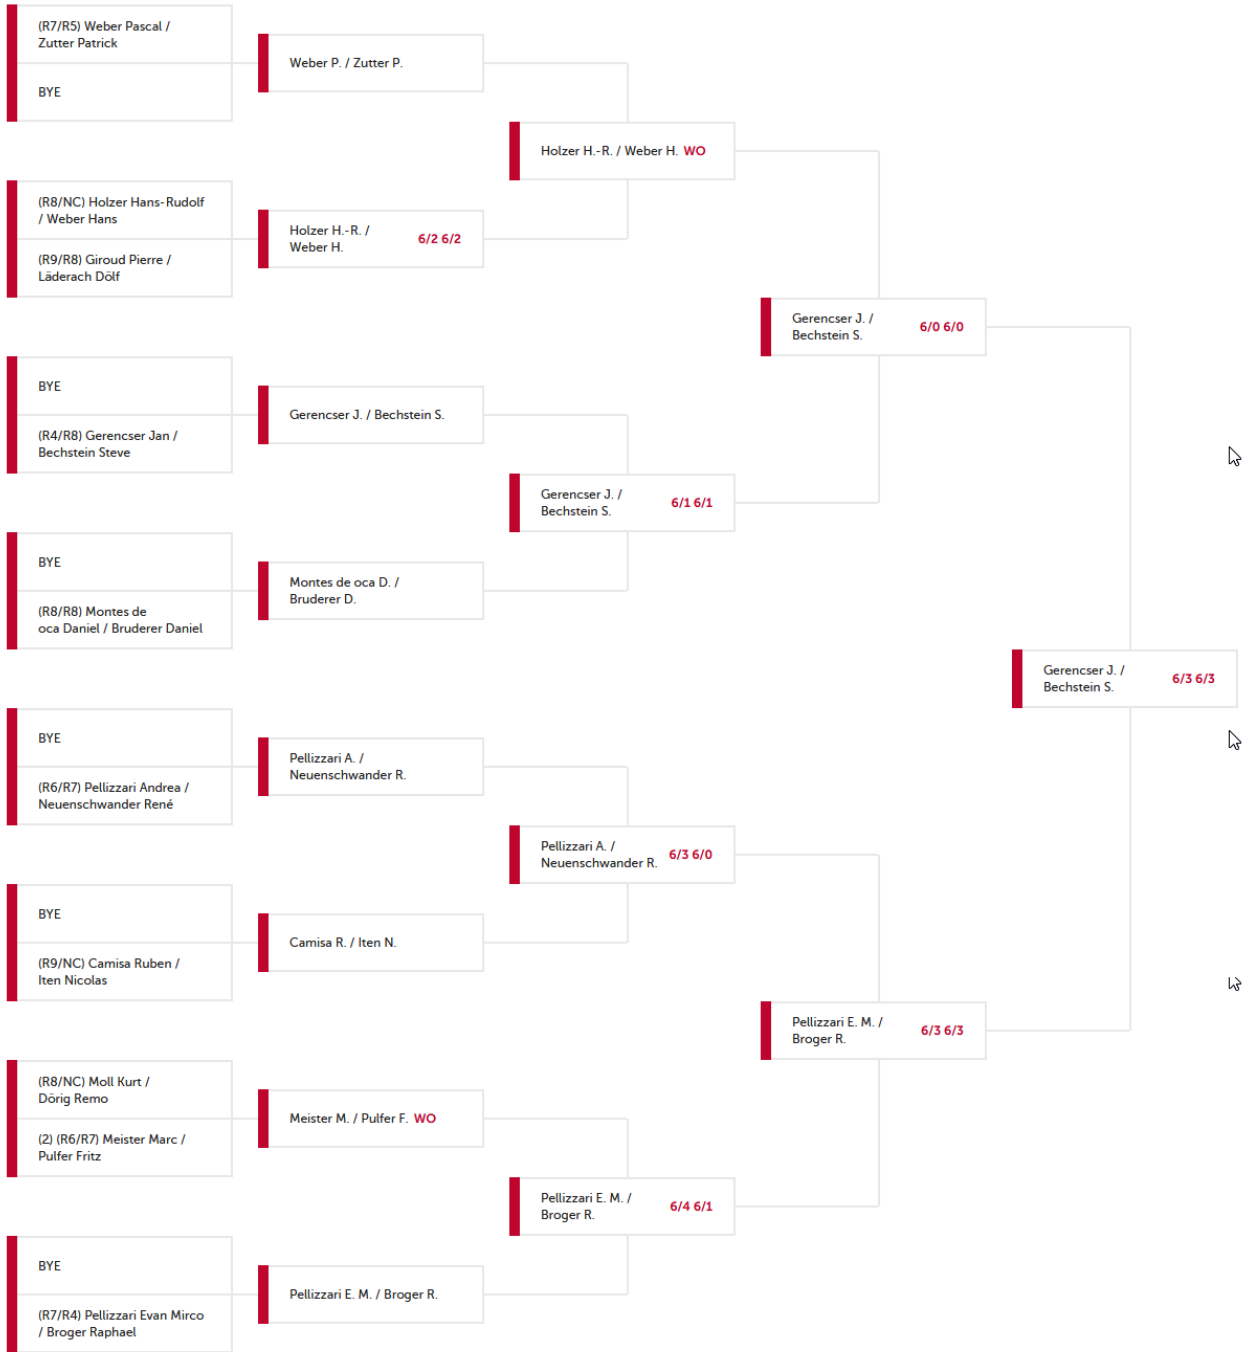 (R7/R5) Weber Pascal /
Zutter Patrick
BYE
(R8/NC) Holzer Hans-Rudolf
/ Weber Hans
(R9/R8) Giroud Pierre /
Läderach Dölf
BYE
(R4/R8) Gerencser Jan /
Bechstein Steve
BYE
(R8/R8) Montes de
oca Daniel / Bruderer Daniel
BYE
(R6/R7) Pellizzari Andrea /
Neuenschwander René
BYE
(R9/NC) Camisa Ruben /
Iten Nicolas
(R8/NC) Moll Kurt /
Dörig Remo
(2) (R6/R7) Meister Marc /
Pulfer Fritz
BYE
(R7/R4) Pellizzari Evan Mirco
/ Broger Raphael
Weber P. / Zutter P.
Holzer H.-R. /
Weber H.
6/2 6/2
Gerencser J. / Bechstein S.
Montes de oca D. /
Bruderer D.
Pellizzari A. /
Neuenschwander R.
Camisa R. / Iten N.
Meister M. / Pulfer F. WO
Pellizzari E. M. / Broger R.
Holzer H.-R. / Weber H. WO
Gerencser J. /
Bechstein S.
6/1 6/1
Pellizzari A. /
Neuenschwander R.
6/3 6/0
Pellizzari E. M. /
Broger R.
6/4 6/1
Gerencser J. /
Bechstein S.
6/0 6/0
Pellizzari E. M. /
Broger R.
6/3 6/3
Gerencser J. /
Bechstein S.
6/3 6/3